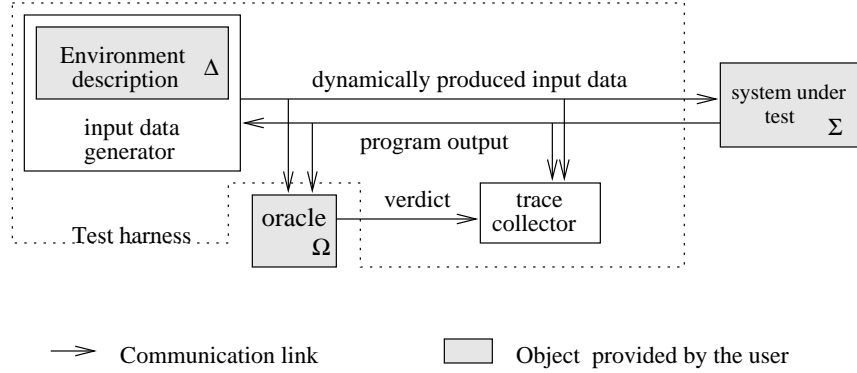 Environment
description Δ
dynamically produced input data
system under
test Σ
input data
generator
program output
oracle
Ω
verdict
trace
collector
Test harness
Communication link
Object provided by the user